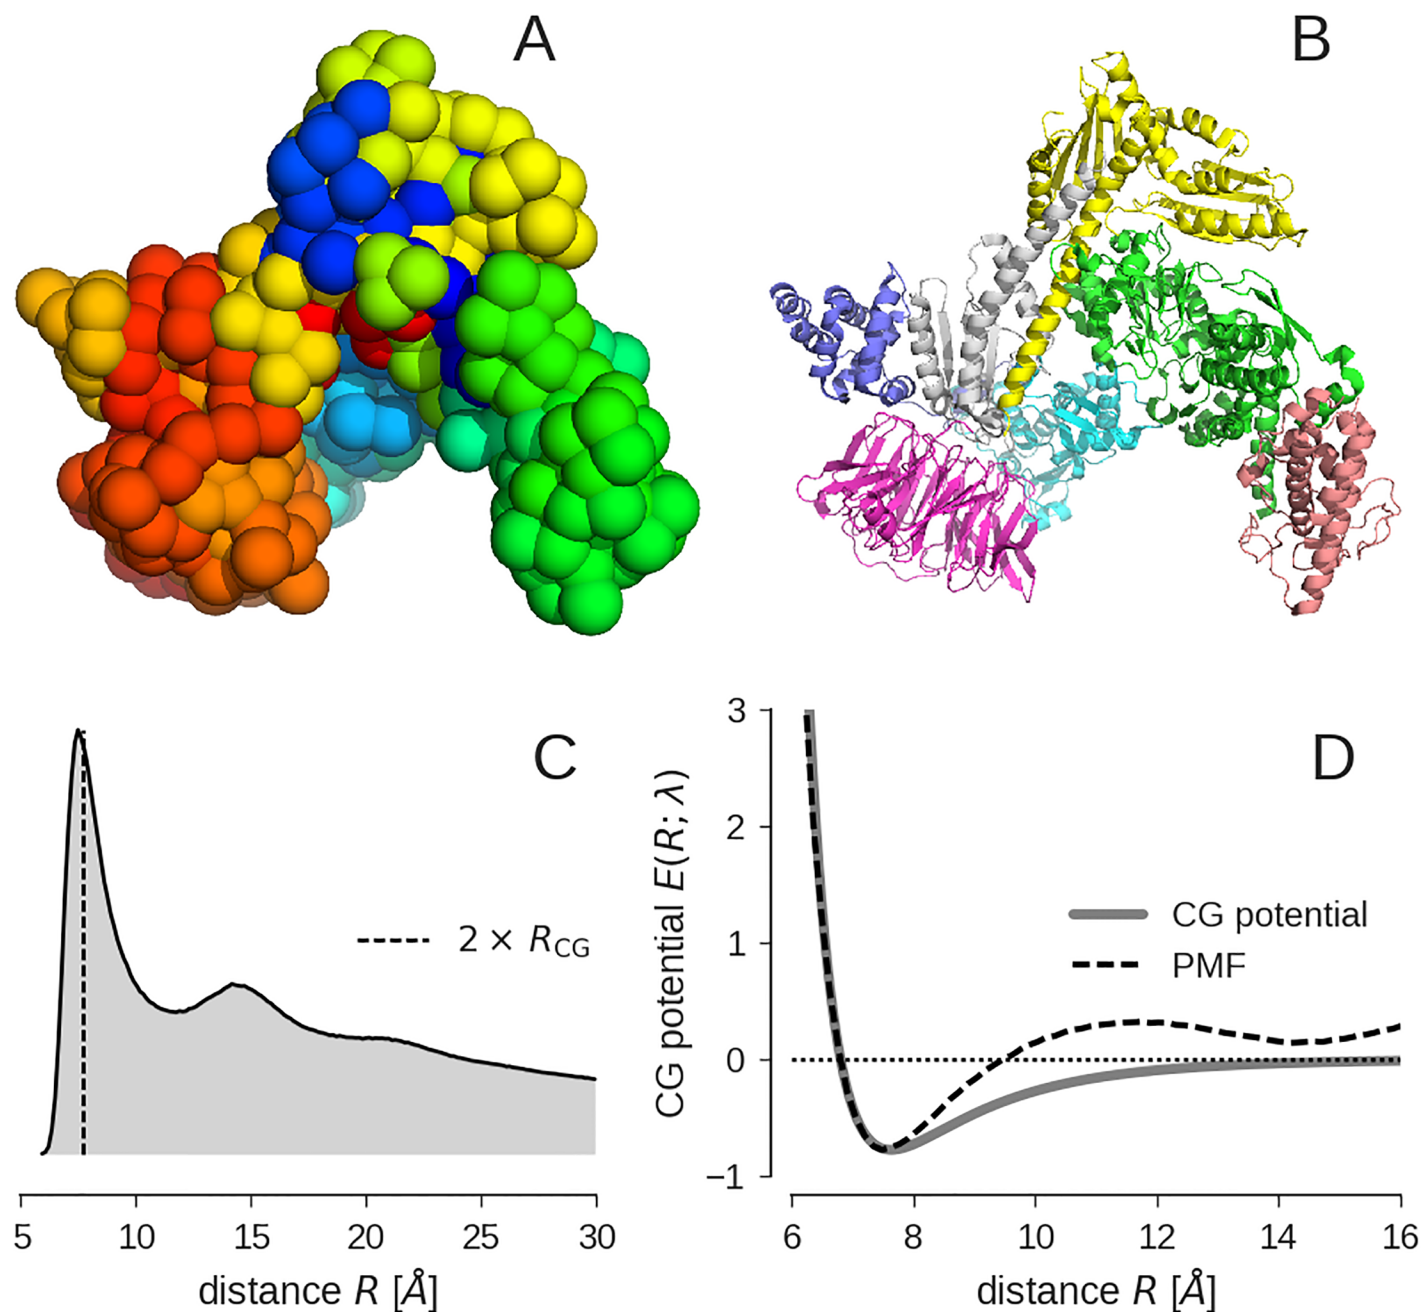 A
B
C
2 × R_CG
5 10 15 20 25 30
distance R [Å]
D
CG potential E(R; λ)
3
2
1
0
−1
CG potential
PMF
6 8 10 12 14 16
distance R [Å]